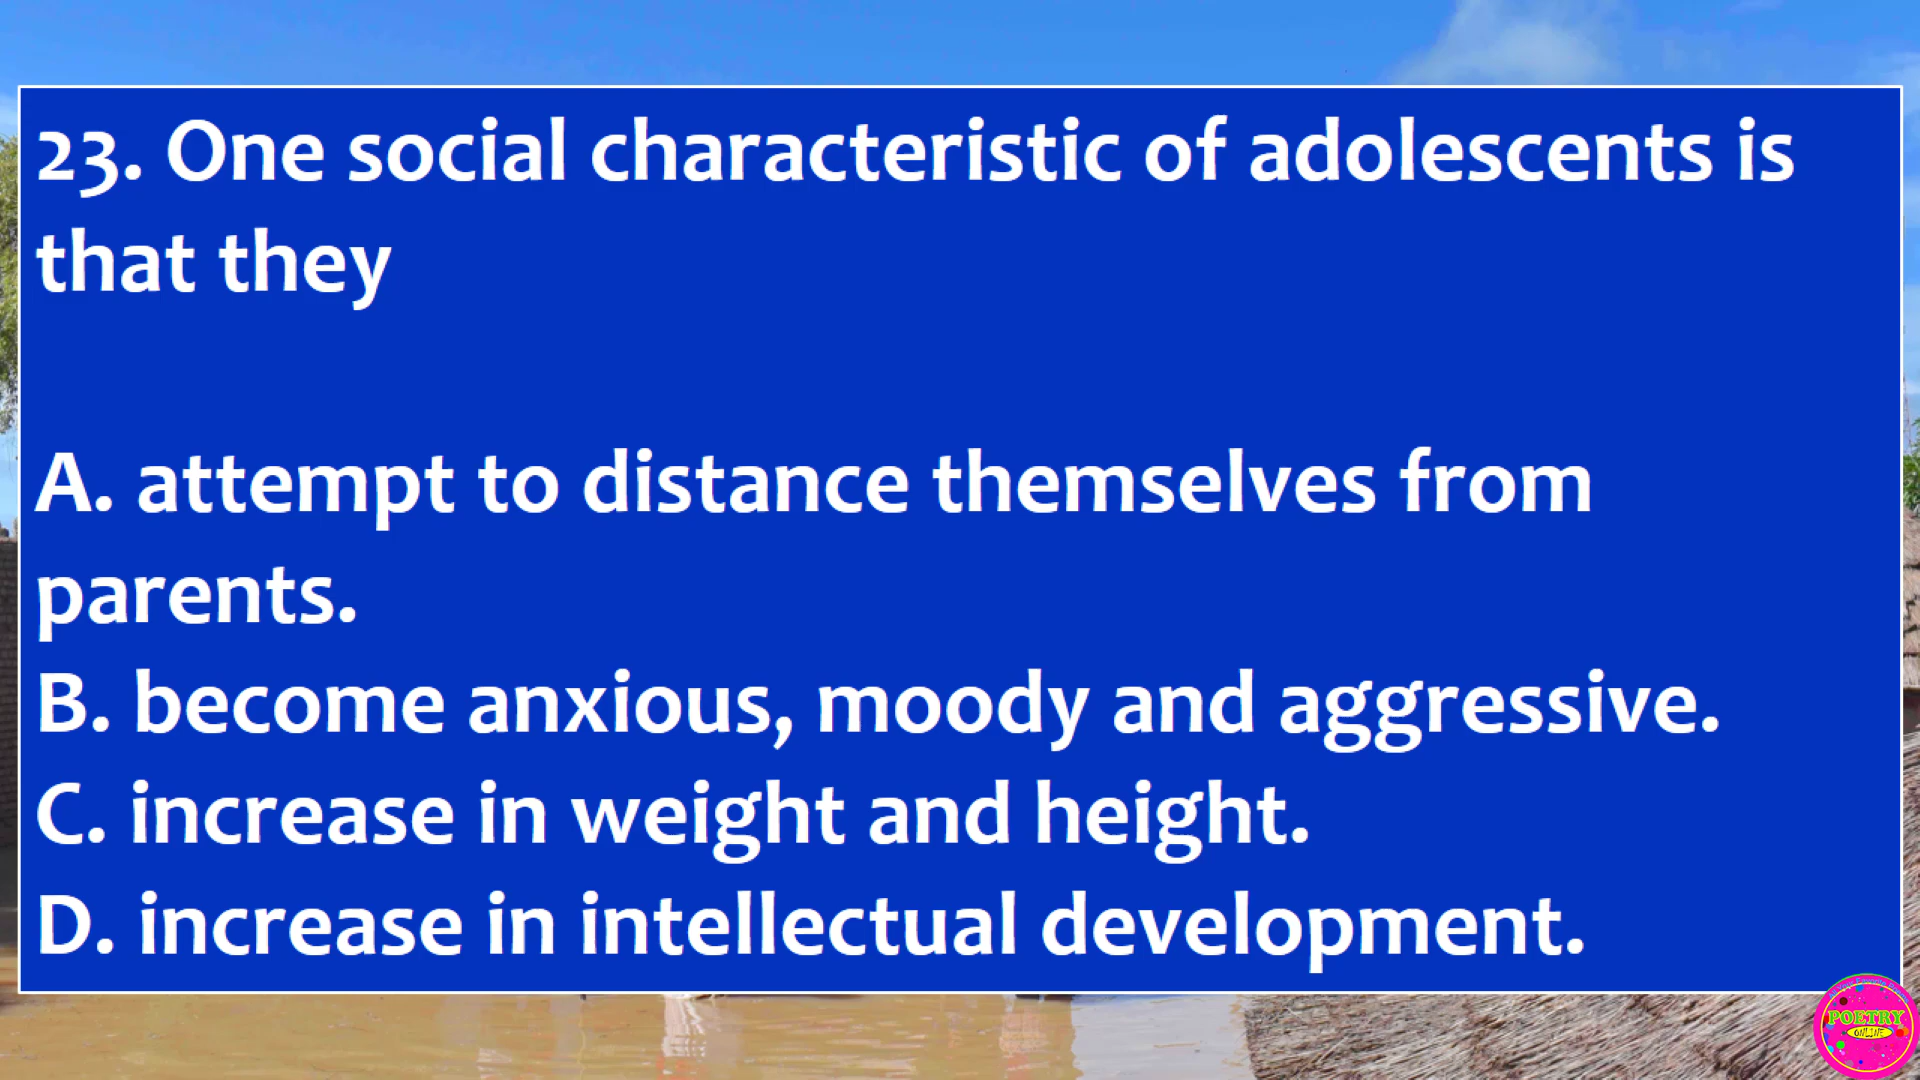 23. One social characteristic of adolescents is
that they
A. attempt to distance themselves from
parents.
B. become anxious, moody and aggressive.
C. increase in weight and height.
D. increase in intellectual development.
POETRY
ONLINE